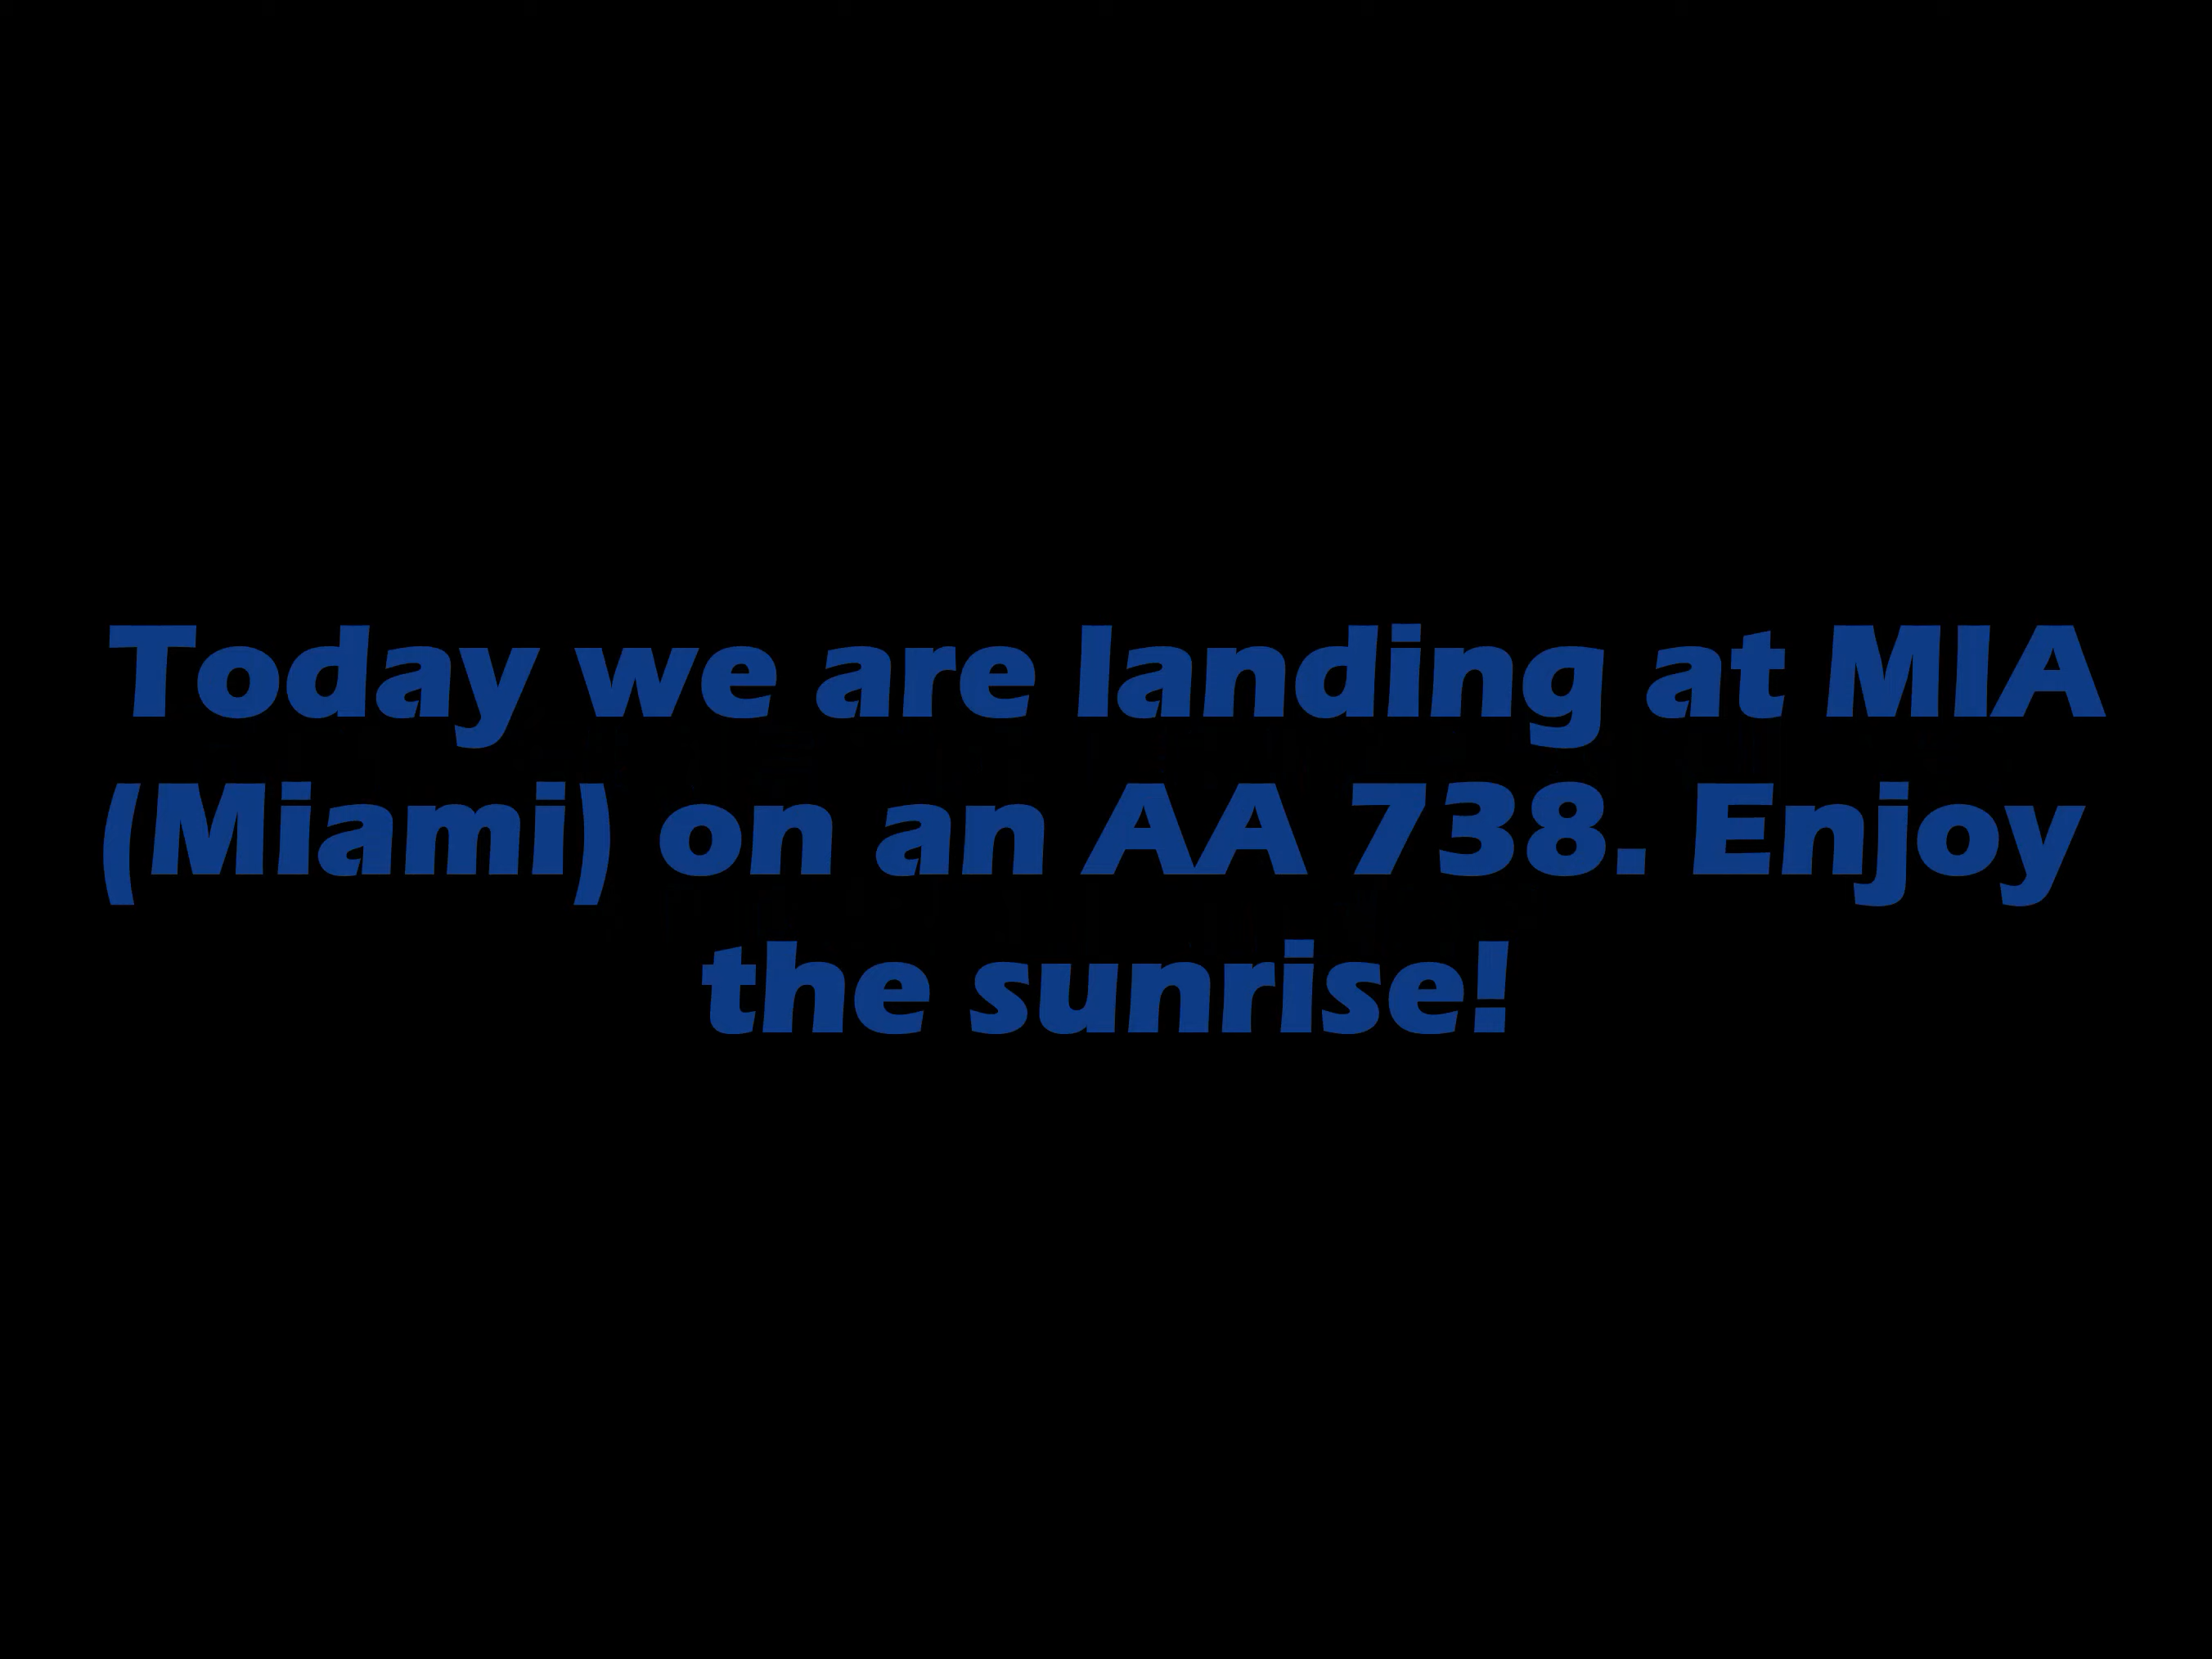 Today we are landing at MIA
(Miami) on an AA 738. Enjoy
the sunrise!